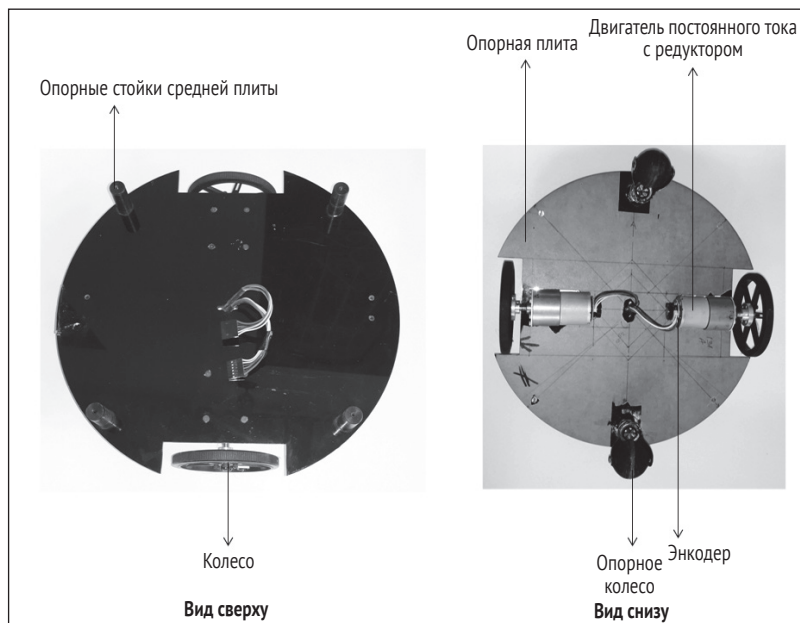 Опорные стойки средней плиты
Опорная плита
Двигатель постоянного тока
с редуктором
Колесо
Опорное
колесо
Энкодер
Вид сверху
Вид снизу